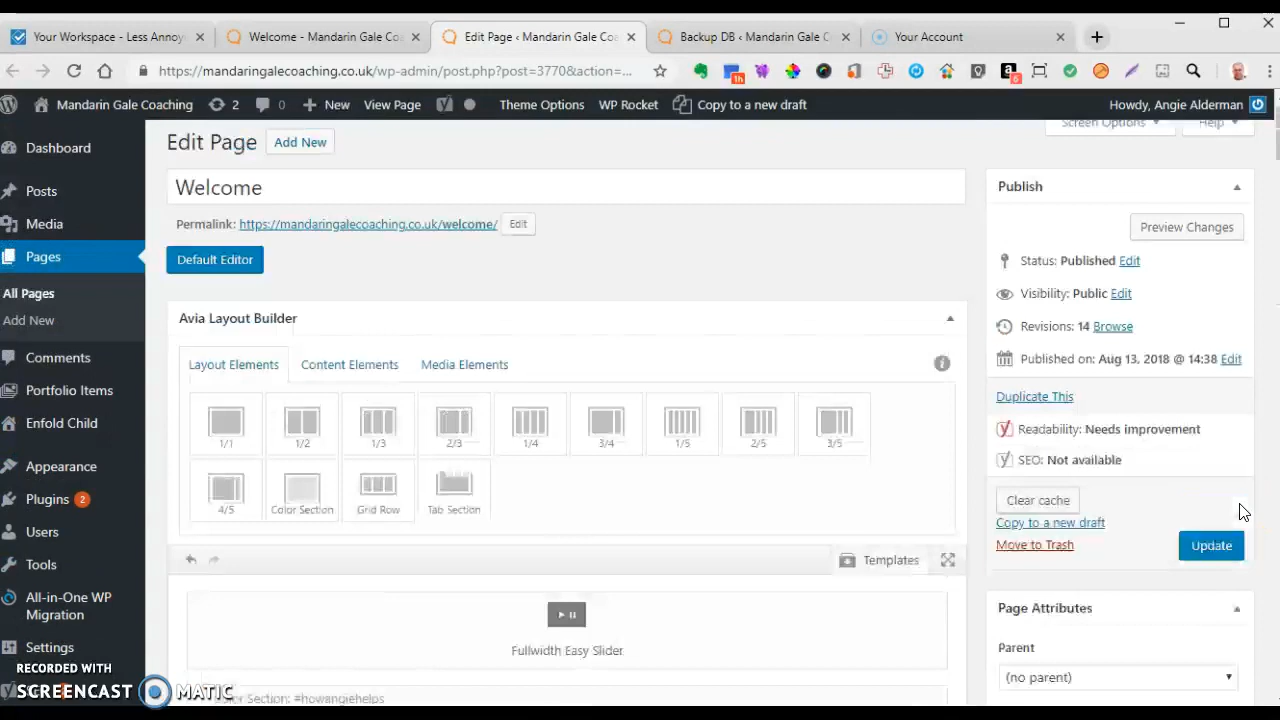 Your Workspace - Less Annoy
Welcome - Mandarin Gale Coa
Edit Page ‹ Mandarin Gale Coa
Backup DB ‹ Mandarin Gale C
Your Account
https://mandaringalecoaching.co.uk/wp-admin/post.php?post=3770&action=...
1h
6
Mandarin Gale Coaching
2
0
New
View Page
Theme Options
WP Rocket
Copy to a new draft
Howdy, Angie Alderman
Edit Page
Add New
Screen Options
Help
Dashboard
Posts
Media
Pages
All Pages
Add New
Comments
Portfolio Items
Enfold Child
Appearance
Plugins 2
Users
Tools
All-in-One WP
Migration
Settings
Welcome
Permalink: https://mandaringalecoaching.co.uk/welcome/ Edit
Default Editor
Avia Layout Builder
Layout Elements
Content Elements
Media Elements
1/1
1/2
1/3
2/3
1/4
3/4
1/5
2/5
3/5
4/5
Color Section
Grid Row
Tab Section
Templates
Fullwidth Easy Slider
Color Section: #howangiehelps
Publish
Preview Changes
Status: Published Edit
Visibility: Public Edit
Revisions: 14 Browse
Published on: Aug 13, 2018 @ 14:38 Edit
Duplicate This
Readability: Needs improvement
SEO: Not available
Clear cache
Copy to a new draft
Move to Trash
Update
Page Attributes
Parent
(no parent)
RECORDED WITH
SCREENCAST MATIC